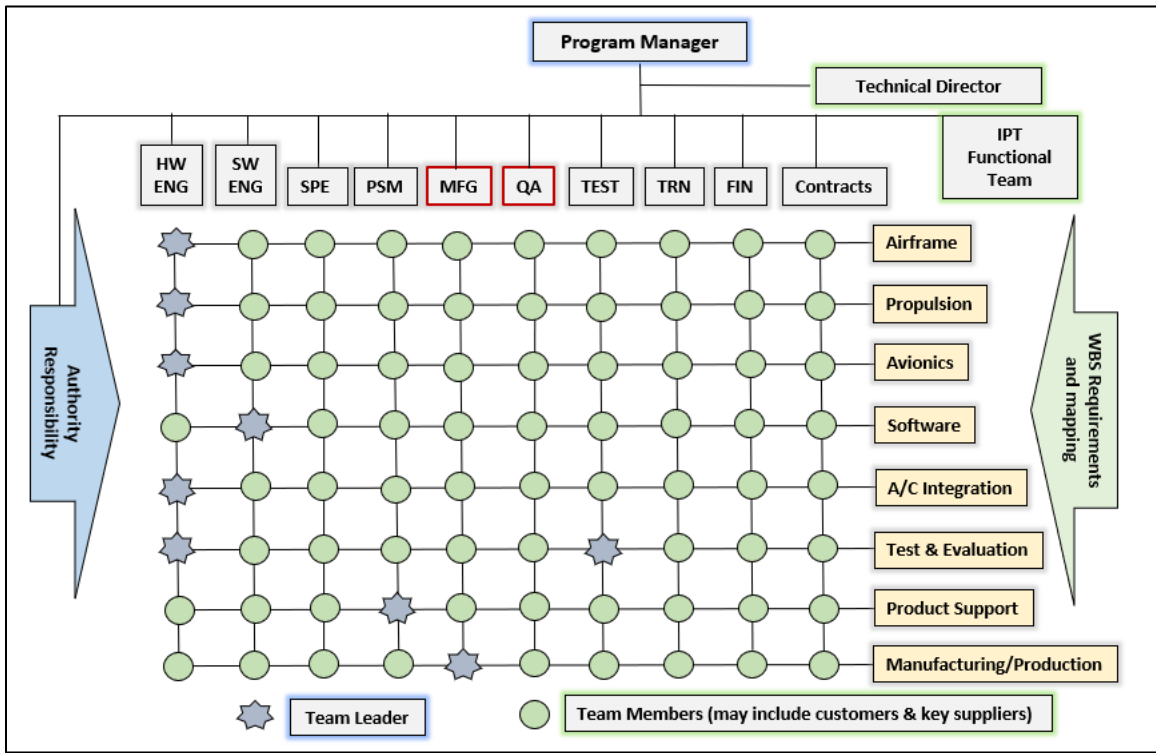 Program Manager
Technical Director
IPT
Functional
Team
HW
ENG
SW
ENG
SPE
PSM
MFG
QA
TEST
TRN
FIN
Contracts
Airframe
Propulsion
Avionics
Software
A/C Integration
Test & Evaluation
Product Support
Manufacturing/Production
Authority
Responsibility
WBS Requirements
and mapping
Team Leader
Team Members (may include customers & key suppliers)